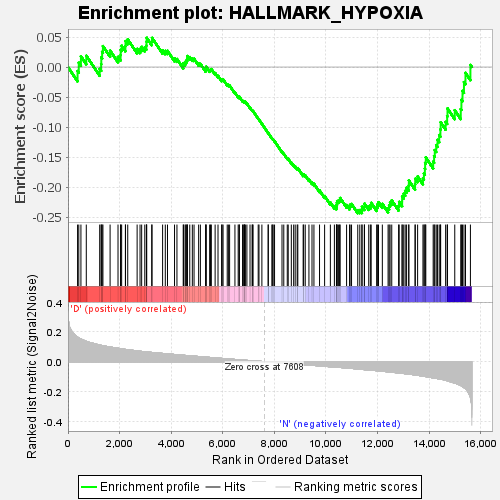 Enrichment plot: HALLMARK_HYPOXIA
Enrichment score (ES)
0.05
0.00
-0.05
-0.10
-0.15
-0.20
-0.25
Ranked list metric (Signal2Noise)
'D' (positively correlated)
0.4
0.2
0.0
-0.2
-0.4
Zero cross at 7608
'N' (negatively correlated)
0
2,000
4,000
6,000
8,000
10,000
12,000
14,000
16,000
Rank in Ordered Dataset
Enrichment profile
Hits
Ranking metric scores